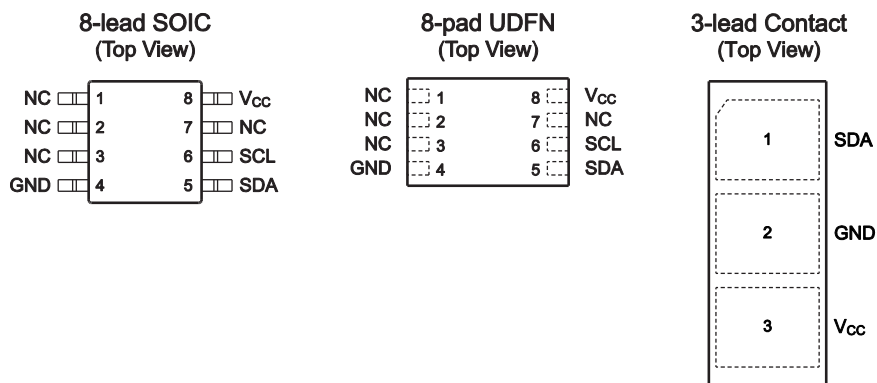 8-lead SOIC
(Top View)
NC 1 8 VCC
NC 2 7 NC
NC 3 6 SCL
GND 4 5 SDA
8-pad UDFN
(Top View)
NC 1 8 VCC
NC 2 7 NC
NC 3 6 SCL
GND 4 5 SDA
3-lead Contact
(Top View)
1 SDA
2 GND
3 VCC